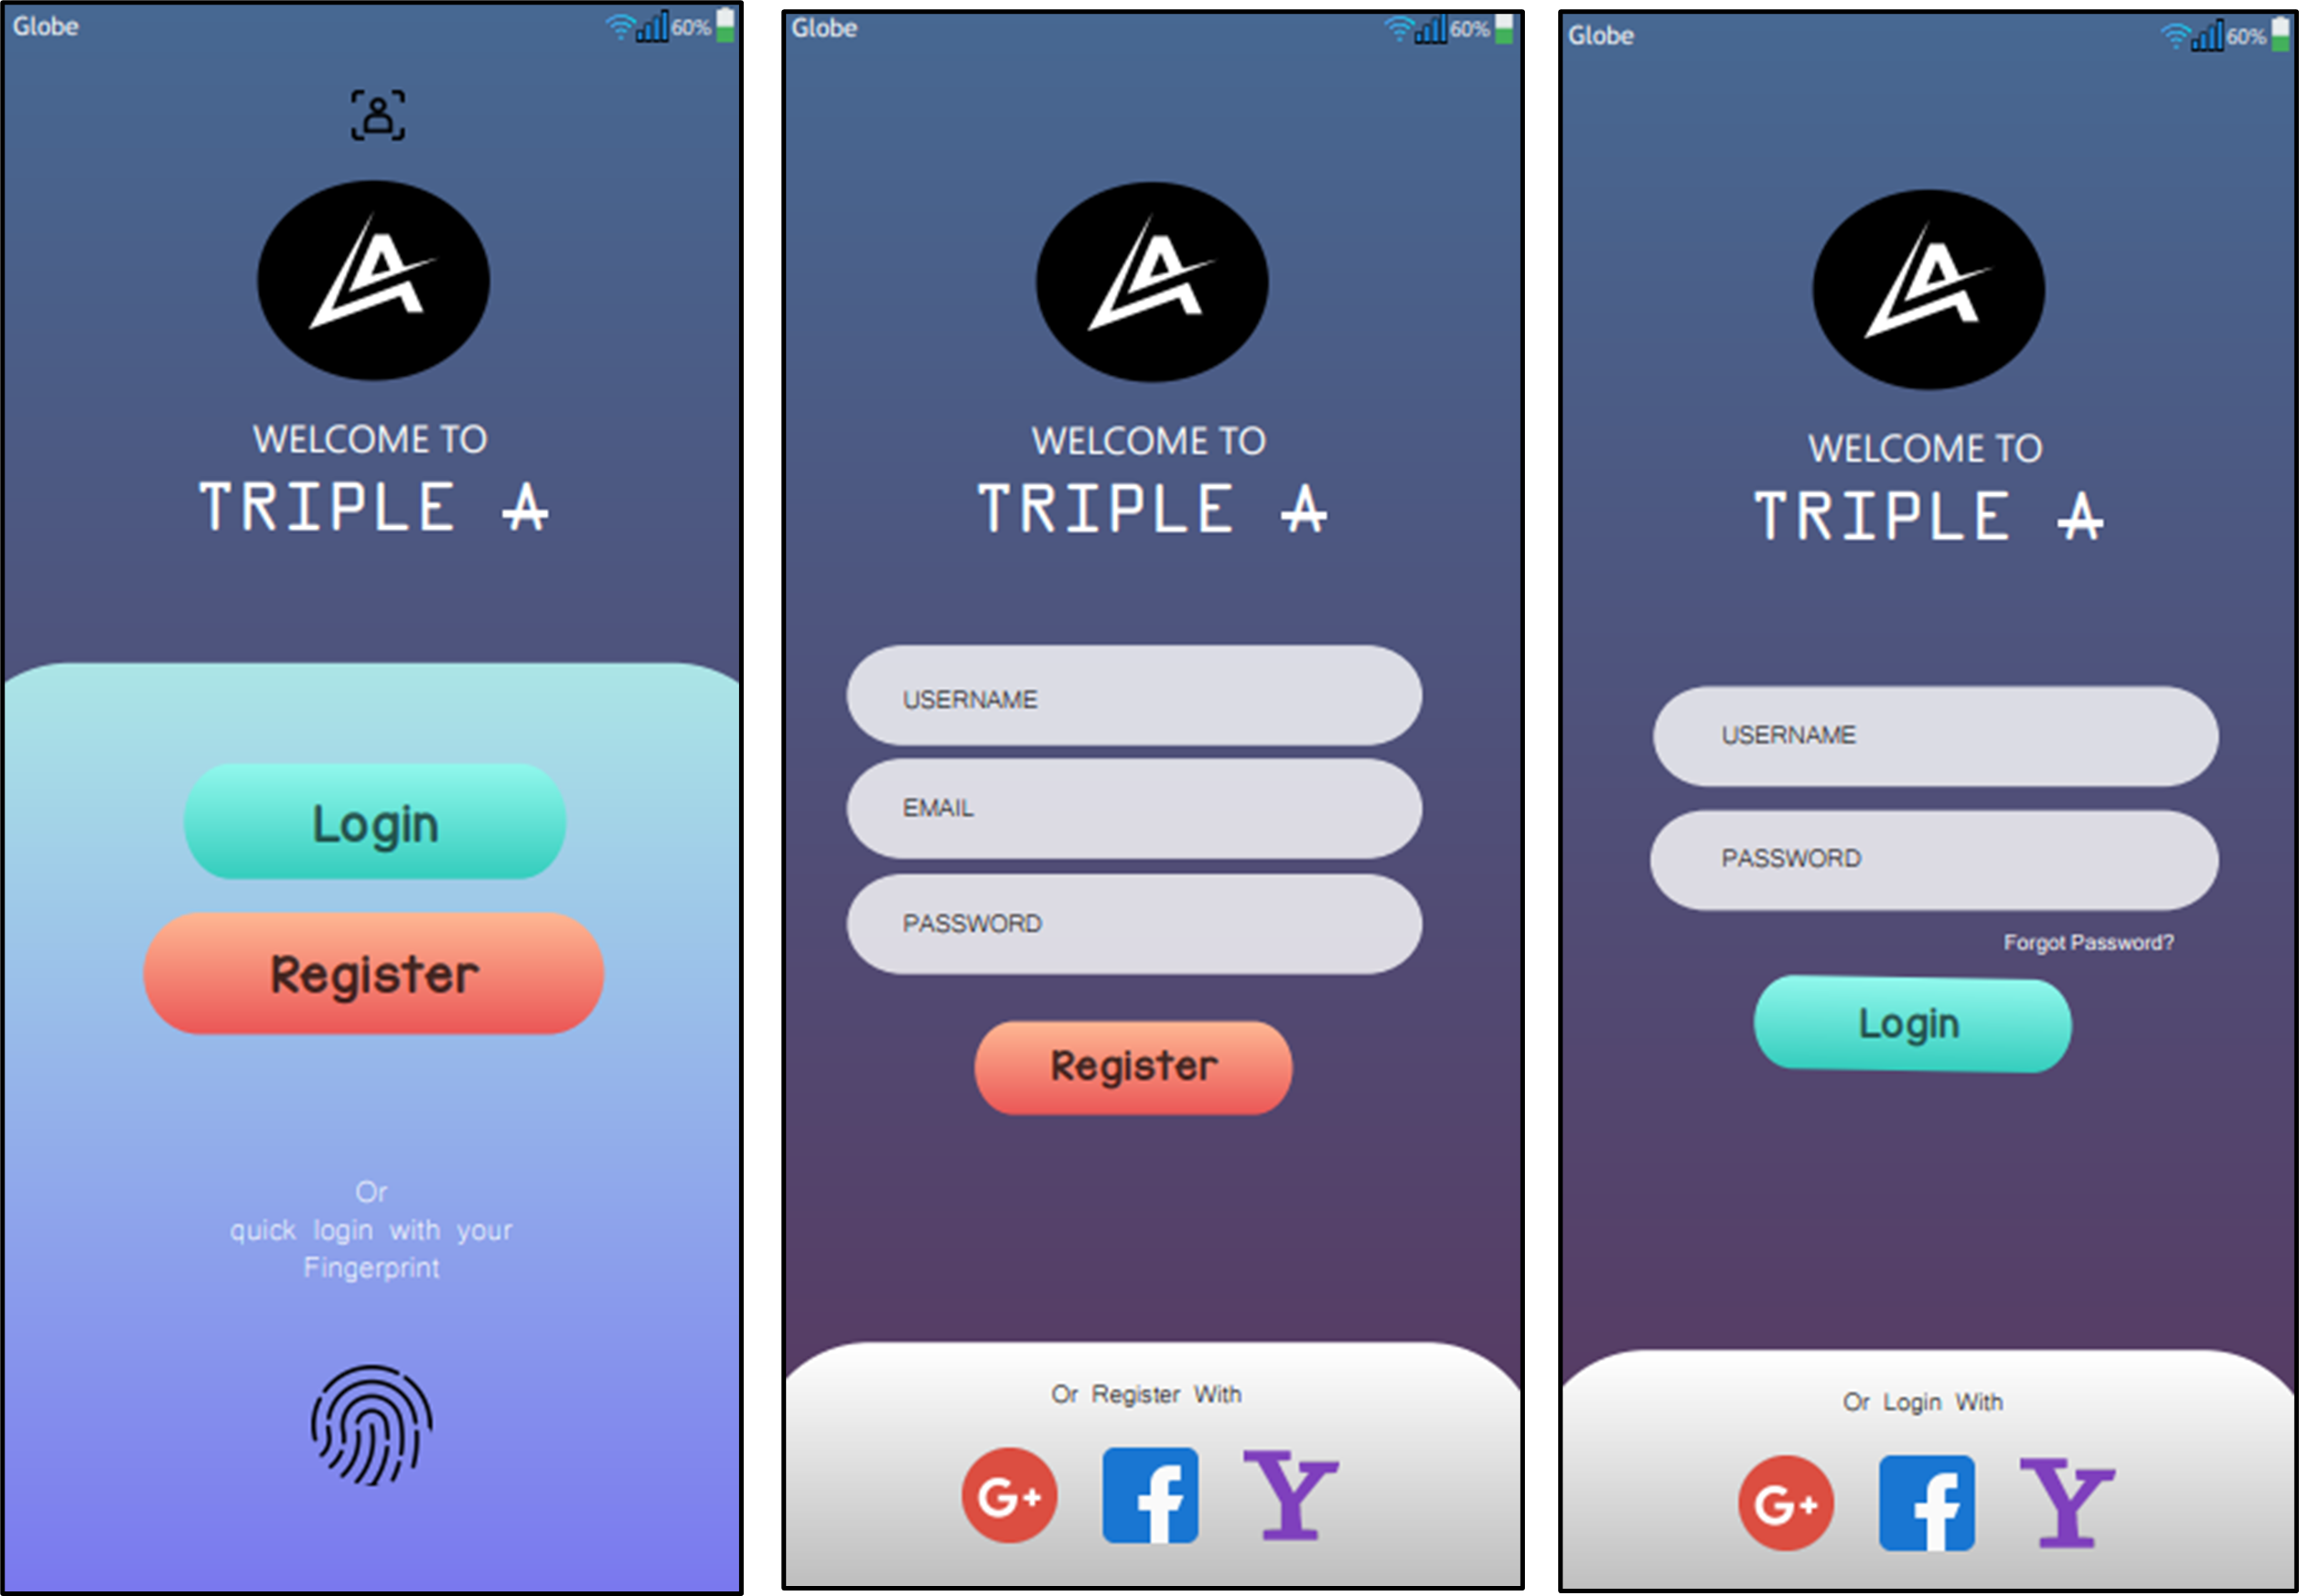 Globe
60%
WELCOME TO
TRIPLE A
Login
Register
Or
quick login with your
Fingerprint
Globe
60%
WELCOME TO
TRIPLE A
USERNAME
EMAIL
PASSWORD
Register
Or Register With
G+
f
Y
Globe
60%
WELCOME TO
TRIPLE A
USERNAME
PASSWORD
Forgot Password?
Login
Or Login With
G+
f
Y